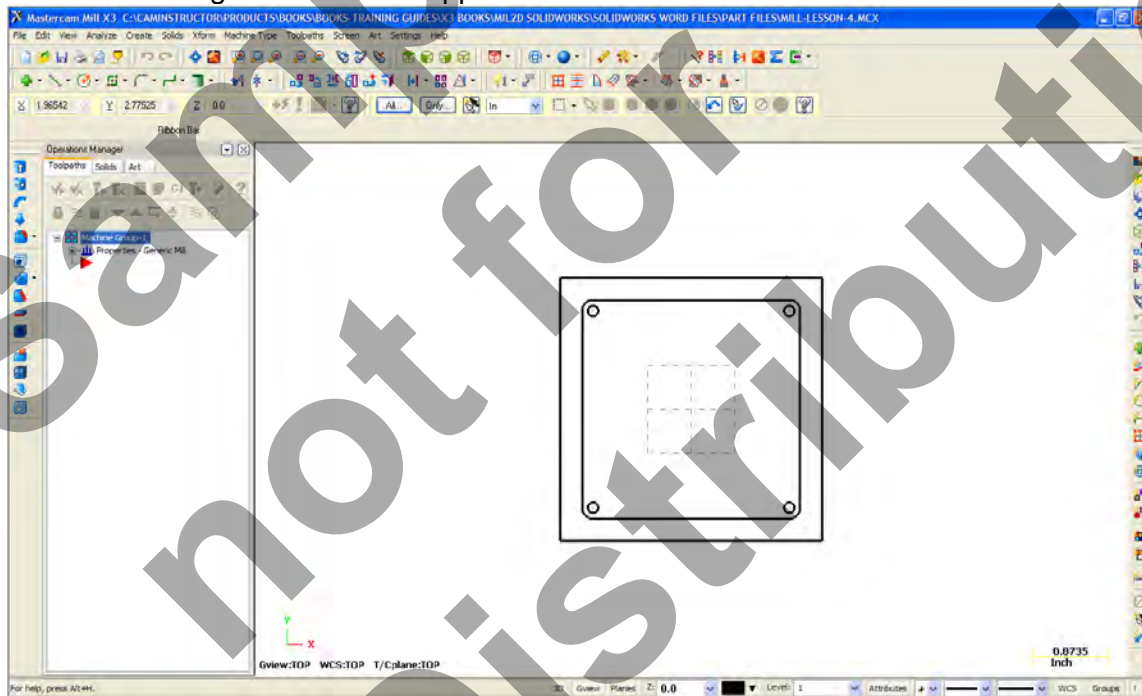 Mastercam Mill X3 C:\CAMINSTRUCTOR\PRODUCTS\BOOKS\BOOKS-TRAINING GUIDES\X3 BOOKS\MIL2D SOLIDWORKS\SOLIDWORKS WORD FILES\PART FILES\MILL-LESSON-4.MCX
File Edit View Analyze Create Solids Xform Machine Type Toolpaths Screen Art Settings Help
X 1.96542 Y 2.77525 Z 0.0 All... Only... In
Ribbon Bar
Operations Manager
Toolpaths Solids Art
G1
Machine Group-1
Properties - Generic Mill
Sample
not for
distributi
Y
X
Gview:TOP WCS:TOP T/Cplane:TOP
0.8735
Inch
For help, press Alt+H.
3D Gview Planes Z 0.0 Level: 1 Attributes WCS Groups